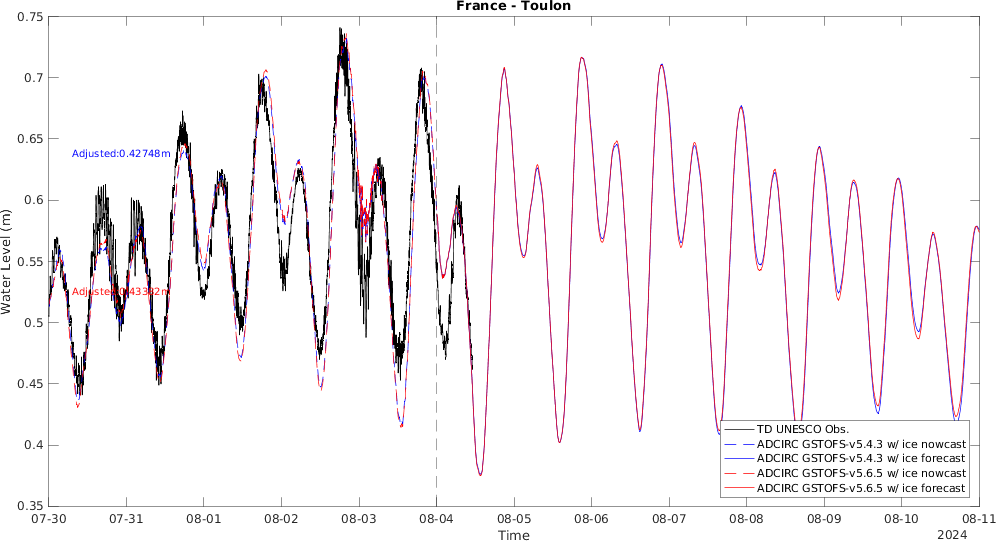 France - Toulon
0.75
0.7
0.65
0.6
0.55
0.5
0.45
0.4
0.35
Water Level (m)
Adjusted:0.42748m
TD UNESCO Obs.
ADCIRC GSTOFS-v5.4.3 w/ ice nowcast
ADCIRC GSTOFS-v5.4.3 w/ ice forecast
ADCIRC GSTOFS-v5.6.5 w/ ice nowcast
ADCIRC GSTOFS-v5.6.5 w/ ice forecast
07-30 07-31 08-01 08-02 08-03 08-04 08-05 08-06 08-07 08-08 08-09 08-10 08-11
Time
2024